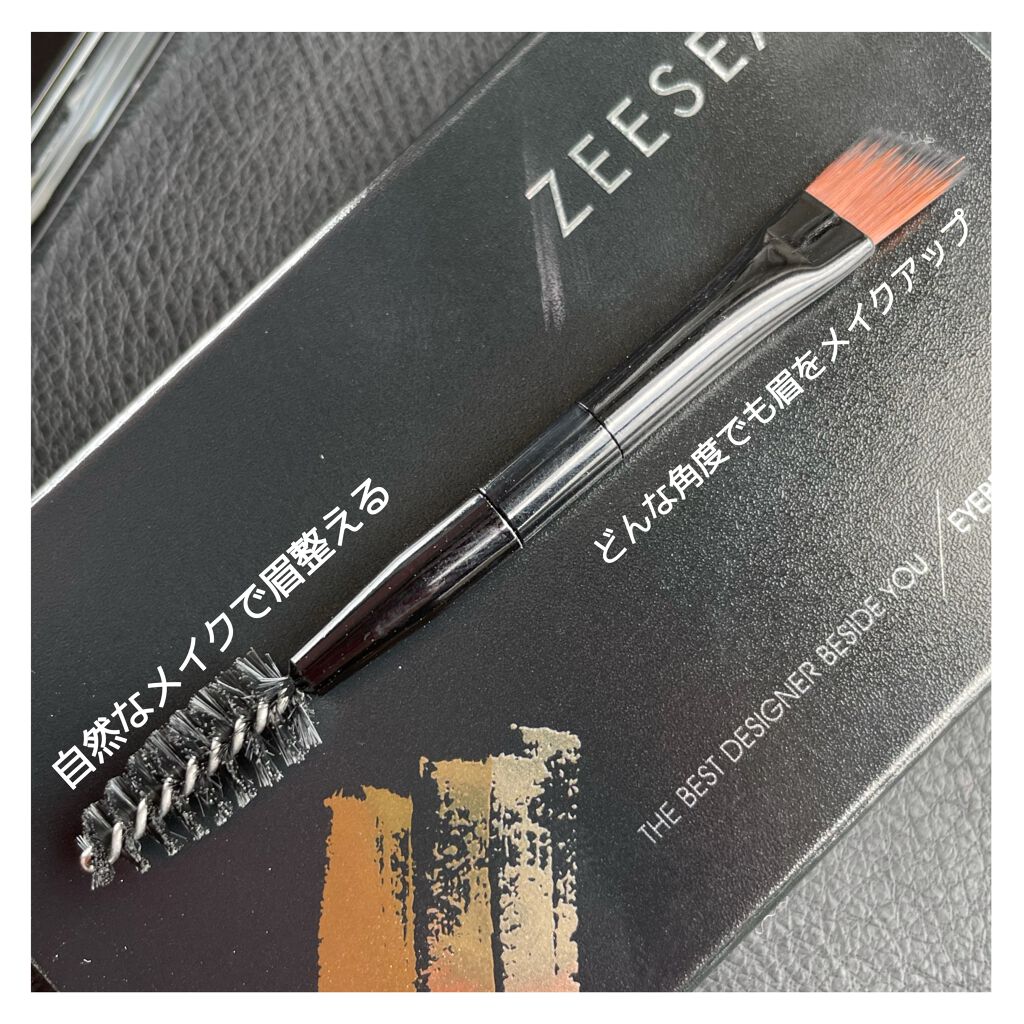 ZEESEA
自然なメイクで眉整える
どんな角度でも眉をメイクアップ
THE BEST DESIGNER BESIDE YOU